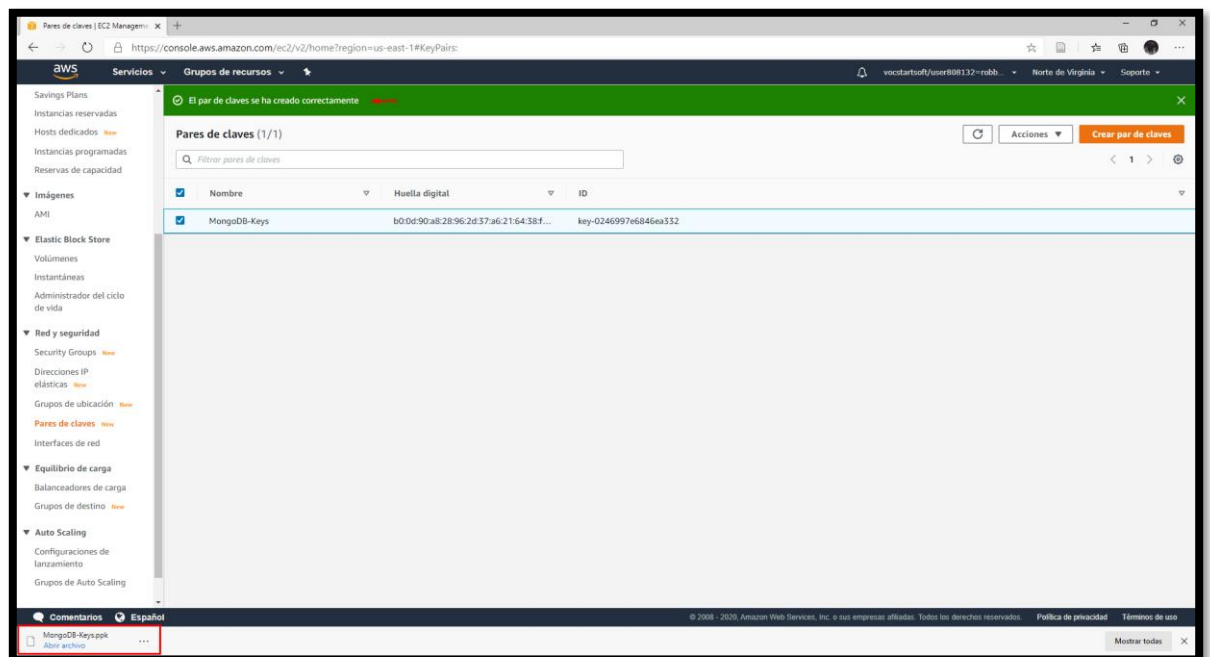 Pares de claves | EC2 Manageme
https://console.aws.amazon.com/ec2/v2/home?region=us-east-1#KeyPairs:
aws Servicios Grupos de recursos vocstartsoft/user808132=robb... Norte de Virginia Soporte
Savings Plans
Instancias reservadas
Hosts dedicados New
Instancias programadas
Reservas de capacidad
Imágenes
AMI
Elastic Block Store
Volúmenes
Instantáneas
Administrador del ciclo
de vida
Red y seguridad
Security Groups New
Direcciones IP
elásticas New
Grupos de ubicación New
Pares de claves New
Interfaces de red
Equilibrio de carga
Balanceadores de carga
Grupos de destino New
Auto Scaling
Configuraciones de
lanzamiento
Grupos de Auto Scaling
El par de claves se ha creado correctamente
Pares de claves (1/1) Acciones Crear par de claves
Filtrar pares de claves
1
Nombre Huella digital ID
MongoDB-Keys b0:0d:90:a8:28:96:2d:37:a6:21:64:38:f... key-0246997e6846ea332
Comentarios Español © 2008 - 2020, Amazon Web Services, Inc. o sus empresas afiliadas. Todos los derechos reservados. Política de privacidad Términos de uso
MongoDB-Keys.ppk
Abrir archivo
Mostrar todas